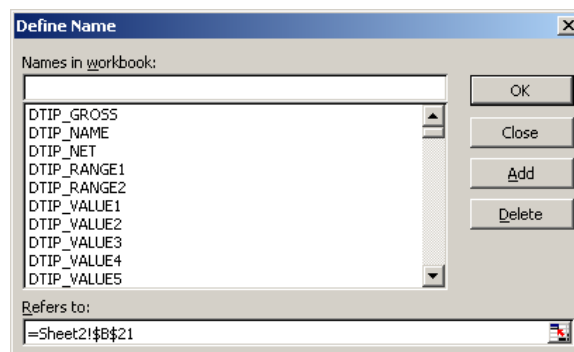 Define Name
Names in workbook:
OK
DTIP_GROSS
DTIP_NAME
Close
DTIP_NET
DTIP_RANGE1
Add
DTIP_RANGE2
DTIP_VALUE1
Delete
DTIP_VALUE2
DTIP_VALUE3
DTIP_VALUE4
DTIP_VALUE5
Refers to:
=Sheet2!$B$21